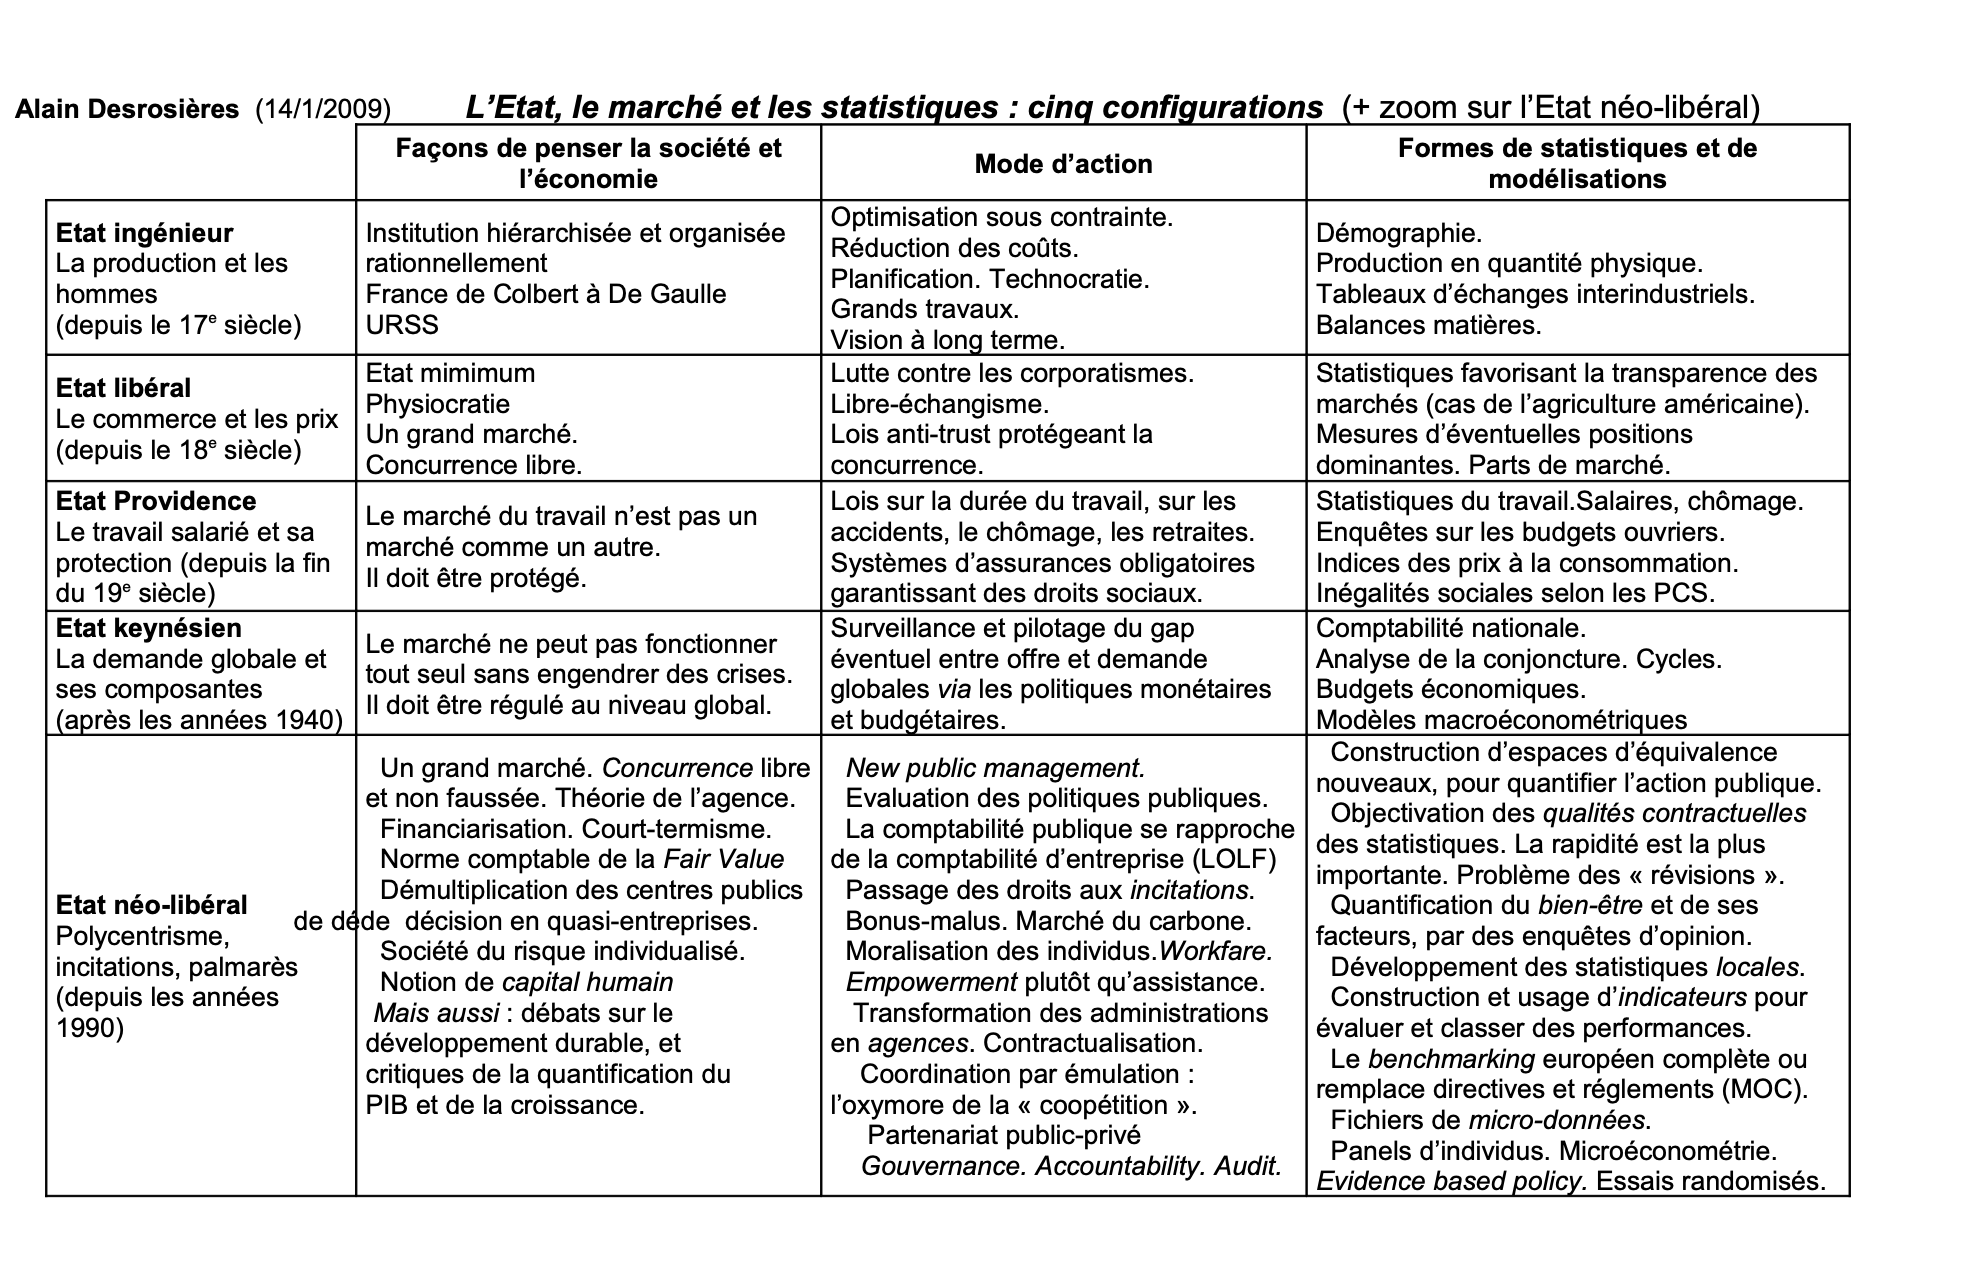 Alain Desrosières (14/1/2009) L’Etat, le marché et les statistiques : cinq configurations (+ zoom sur l’Etat néo-libéral)
Façons de penser la société et
l’économie
Mode d’action
Formes de statistiques et de
modélisations
Etat ingénieur
La production et les
hommes
(depuis le 17e siècle)
Institution hiérarchisée et organisée
rationnellement
France de Colbert à De Gaulle
URSS
Optimisation sous contrainte.
Réduction des coûts.
Planification. Technocratie.
Grands travaux.
Vision à long terme.
Démographie.
Production en quantité physique.
Tableaux d’échanges interindustriels.
Balances matières.
Etat libéral
Le commerce et les prix
(depuis le 18e siècle)
Etat mimimum
Physiocratie
Un grand marché.
Concurrence libre.
Lutte contre les corporatismes.
Libre-échangisme.
Lois anti-trust protégeant la
concurrence.
Statistiques favorisant la transparence des
marchés (cas de l’agriculture américaine).
Mesures d’éventuelles positions
dominantes. Parts de marché.
Etat Providence
Le travail salarié et sa
protection (depuis la fin
du 19e siècle)
Le marché du travail n’est pas un
marché comme un autre.
Il doit être protégé.
Lois sur la durée du travail, sur les
accidents, le chômage, les retraites.
Systèmes d’assurances obligatoires
garantissant des droits sociaux.
Statistiques du travail.Salaires, chômage.
Enquêtes sur les budgets ouvriers.
Indices des prix à la consommation.
Inégalités sociales selon les PCS.
Etat keynésien
La demande globale et
ses composantes
(après les années 1940)
Le marché ne peut pas fonctionner
tout seul sans engendrer des crises.
Il doit être régulé au niveau global.
Surveillance et pilotage du gap
éventuel entre offre et demande
globales via les politiques monétaires
et budgétaires.
Comptabilité nationale.
Analyse de la conjoncture. Cycles.
Budgets économiques.
Modèles macroéconométriques
Etat néo-libéral
Polycentrisme,
incitations, palmarès
(depuis les années
1990)
Un grand marché. Concurrence libre
et non faussée. Théorie de l’agence.
Financiarisation. Court-termisme.
Norme comptable de la Fair Value
Démultiplication des centres publics
de déde décision en quasi-entreprises.
Société du risque individualisé.
Notion de capital humain
Mais aussi : débats sur le
développement durable, et
critiques de la quantification du
PIB et de la croissance.
New public management.
Evaluation des politiques publiques.
La comptabilité publique se rapproche
de la comptabilité d’entreprise (LOLF)
Passage des droits aux incitations.
Bonus-malus. Marché du carbone.
Moralisation des individus.Workfare.
Empowerment plutôt qu’assistance.
Transformation des administrations
en agences. Contractualisation.
Coordination par émulation :
l’oxymore de la « coopétition ».
Partenariat public-privé
Gouvernance. Accountability. Audit.
Construction d’espaces d’équivalence
nouveaux, pour quantifier l’action publique.
Objectivation des qualités contractuelles
des statistiques. La rapidité est la plus
importante. Problème des « révisions ».
Quantification du bien-être et de ses
facteurs, par des enquêtes d’opinion.
Développement des statistiques locales.
Construction et usage d’indicateurs pour
évaluer et classer des performances.
Le benchmarking européen complète ou
remplace directives et réglements (MOC).
Fichiers de micro-données.
Panels d’individus. Microéconométrie.
Evidence based policy. Essais randomisés.